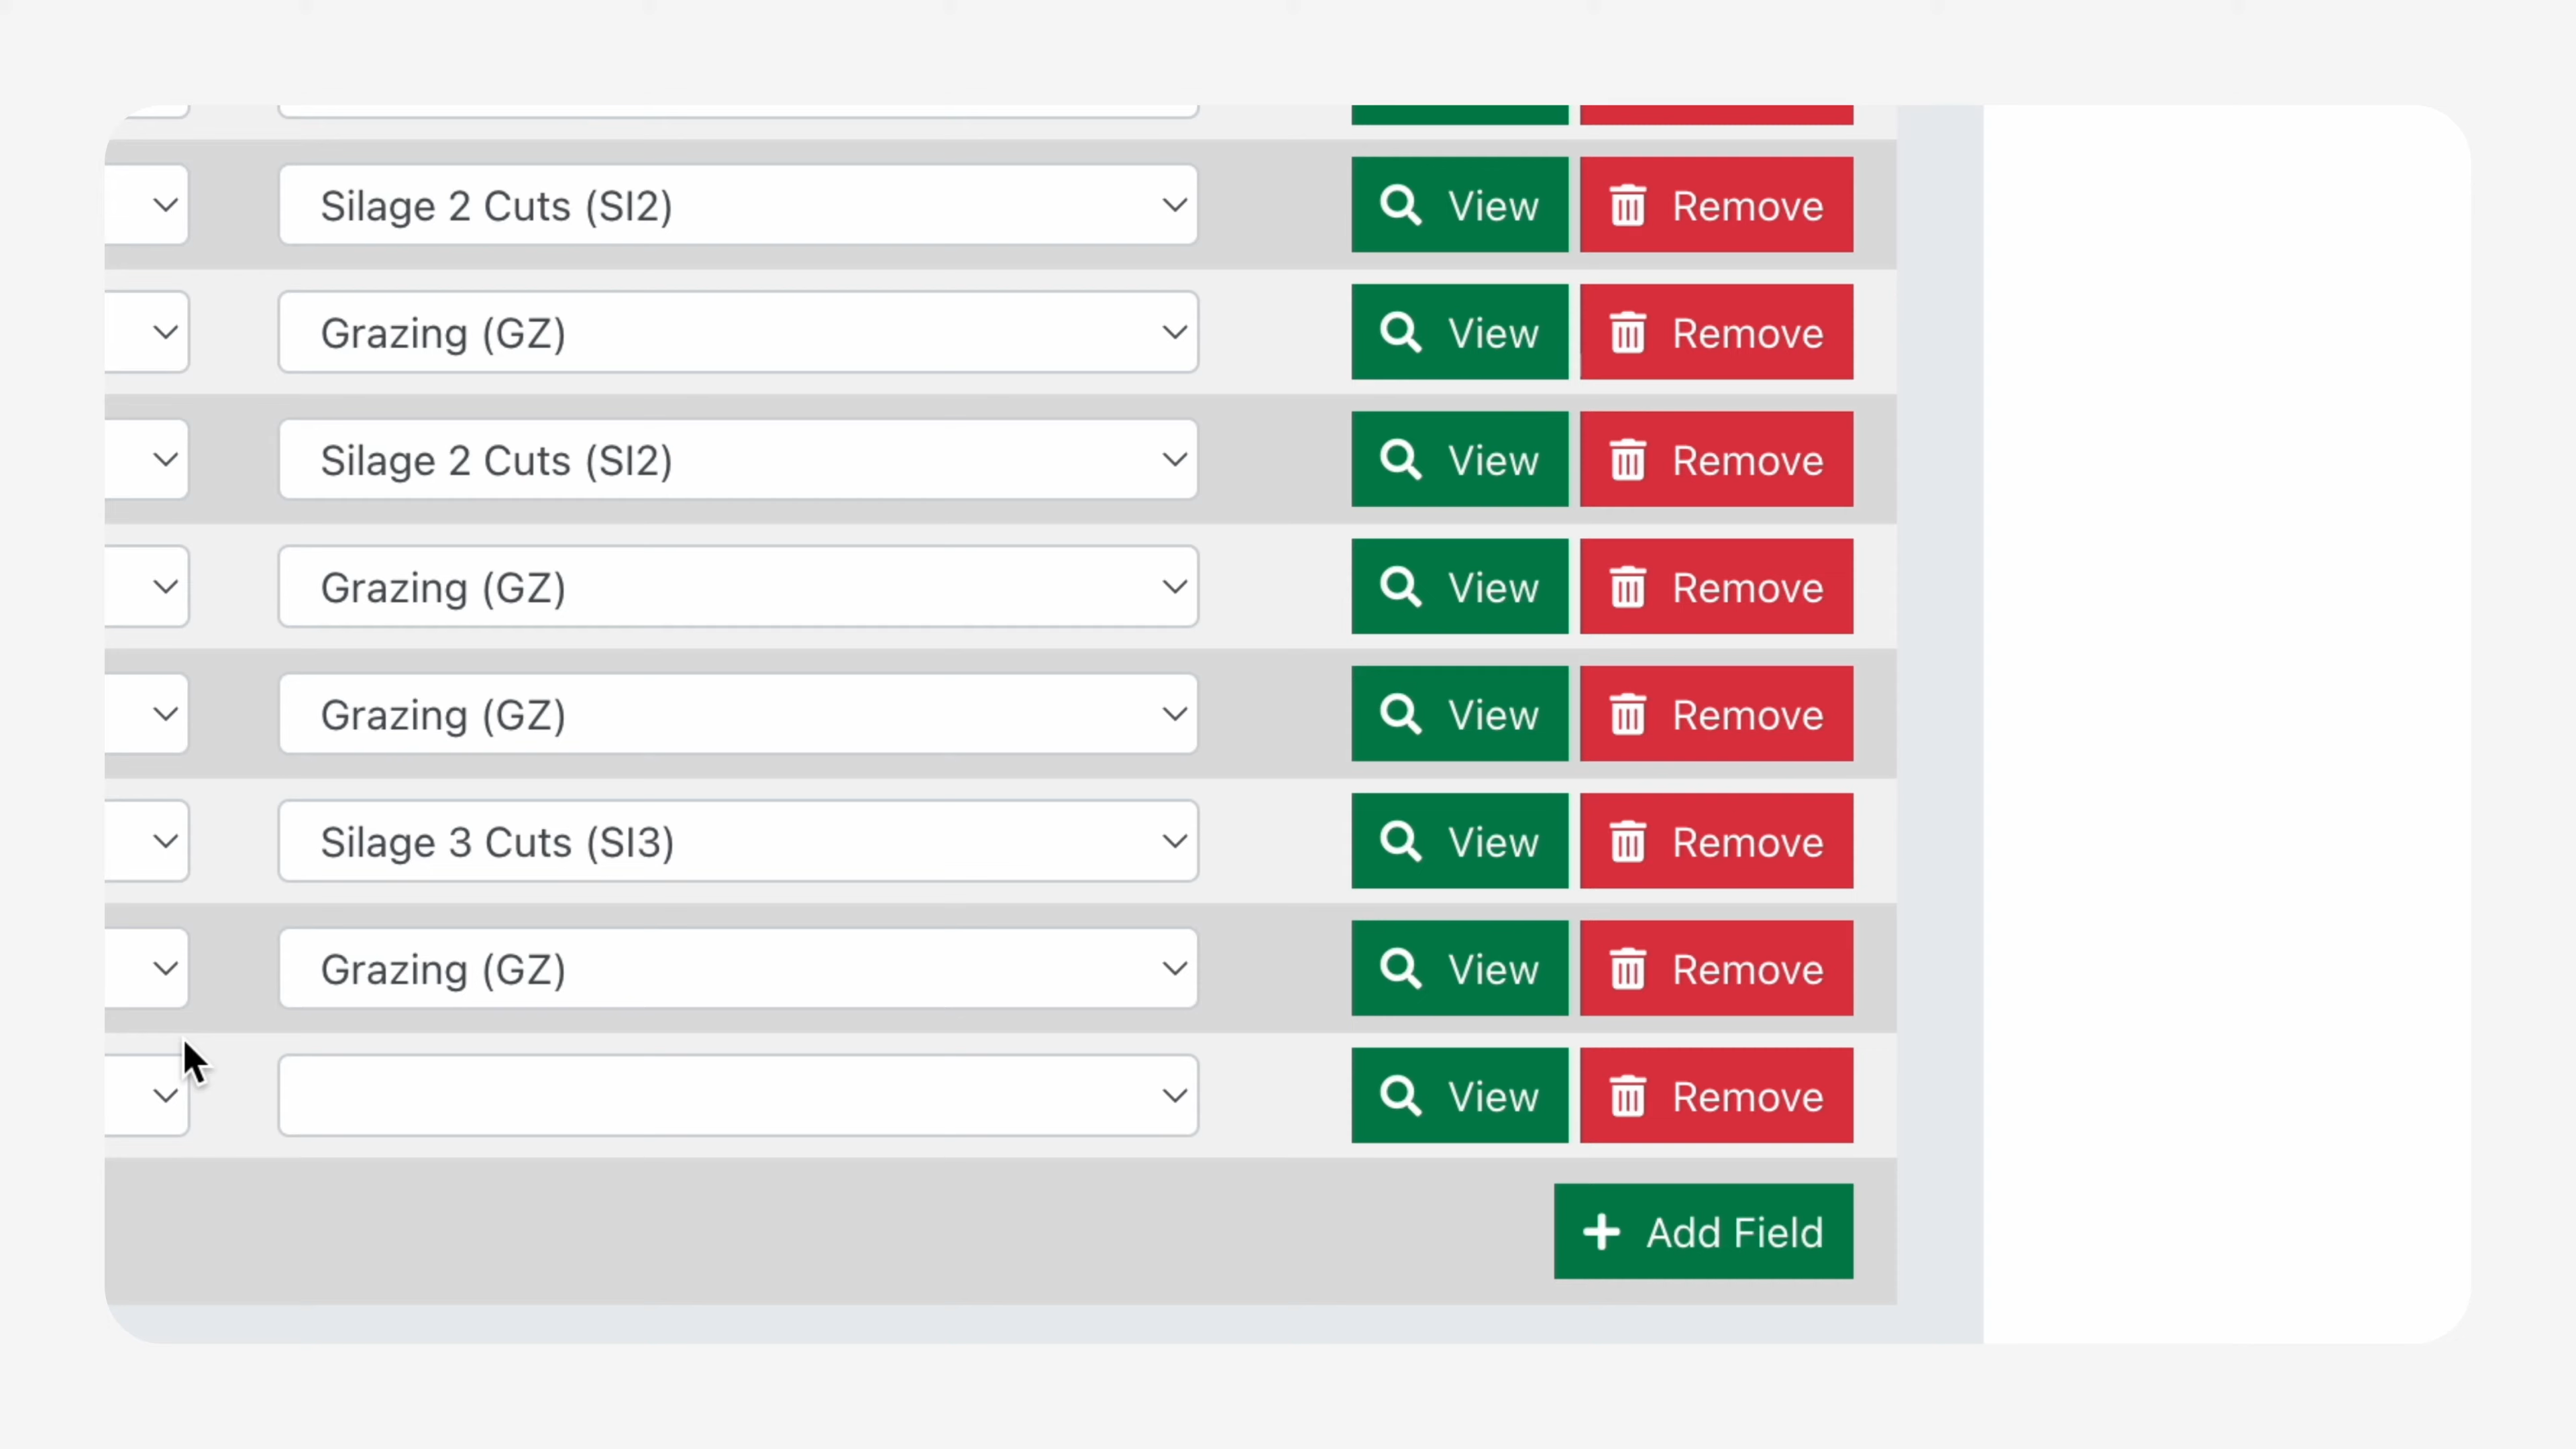 Silage 2 Cuts (SI2) View Remove
Grazing (GZ) View Remove
Silage 2 Cuts (SI2) View Remove
Grazing (GZ) View Remove
Grazing (GZ) View Remove
Silage 3 Cuts (SI3) View Remove
Grazing (GZ) View Remove
View Remove
Add Field